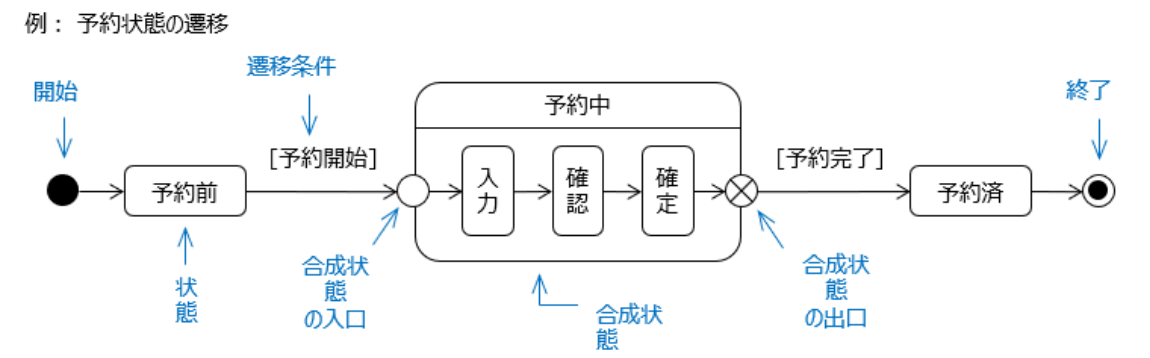 例： 予約状態の遷移
遷移条件
開始
終了
予約中
[予約開始]
[予約完了]
予約前
入
力
確
認
確
定
予約済
状
態
合成状
態
の入口
合成状
態
合成状
態
の出口